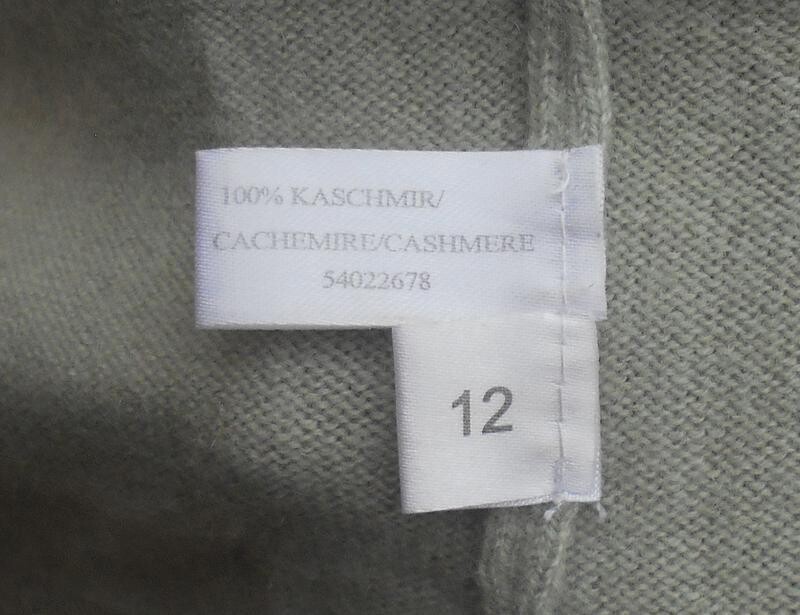 100% KASCHMIR/
CACHEMIRE/CASHMERE
54022678
12